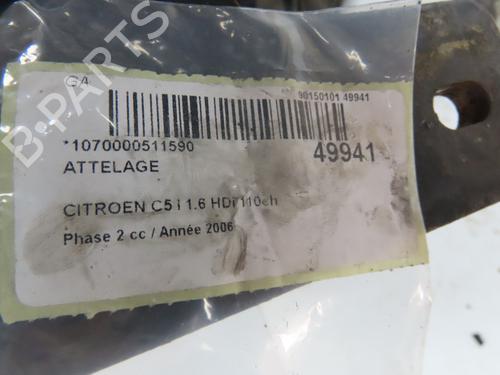 G4
90150101 49941
*1070000511590
49941
ATTELAGE
CITROEN C5 I 1.6 HDi 110ch
Phase 2 cc / Année 2006
B-PARTS